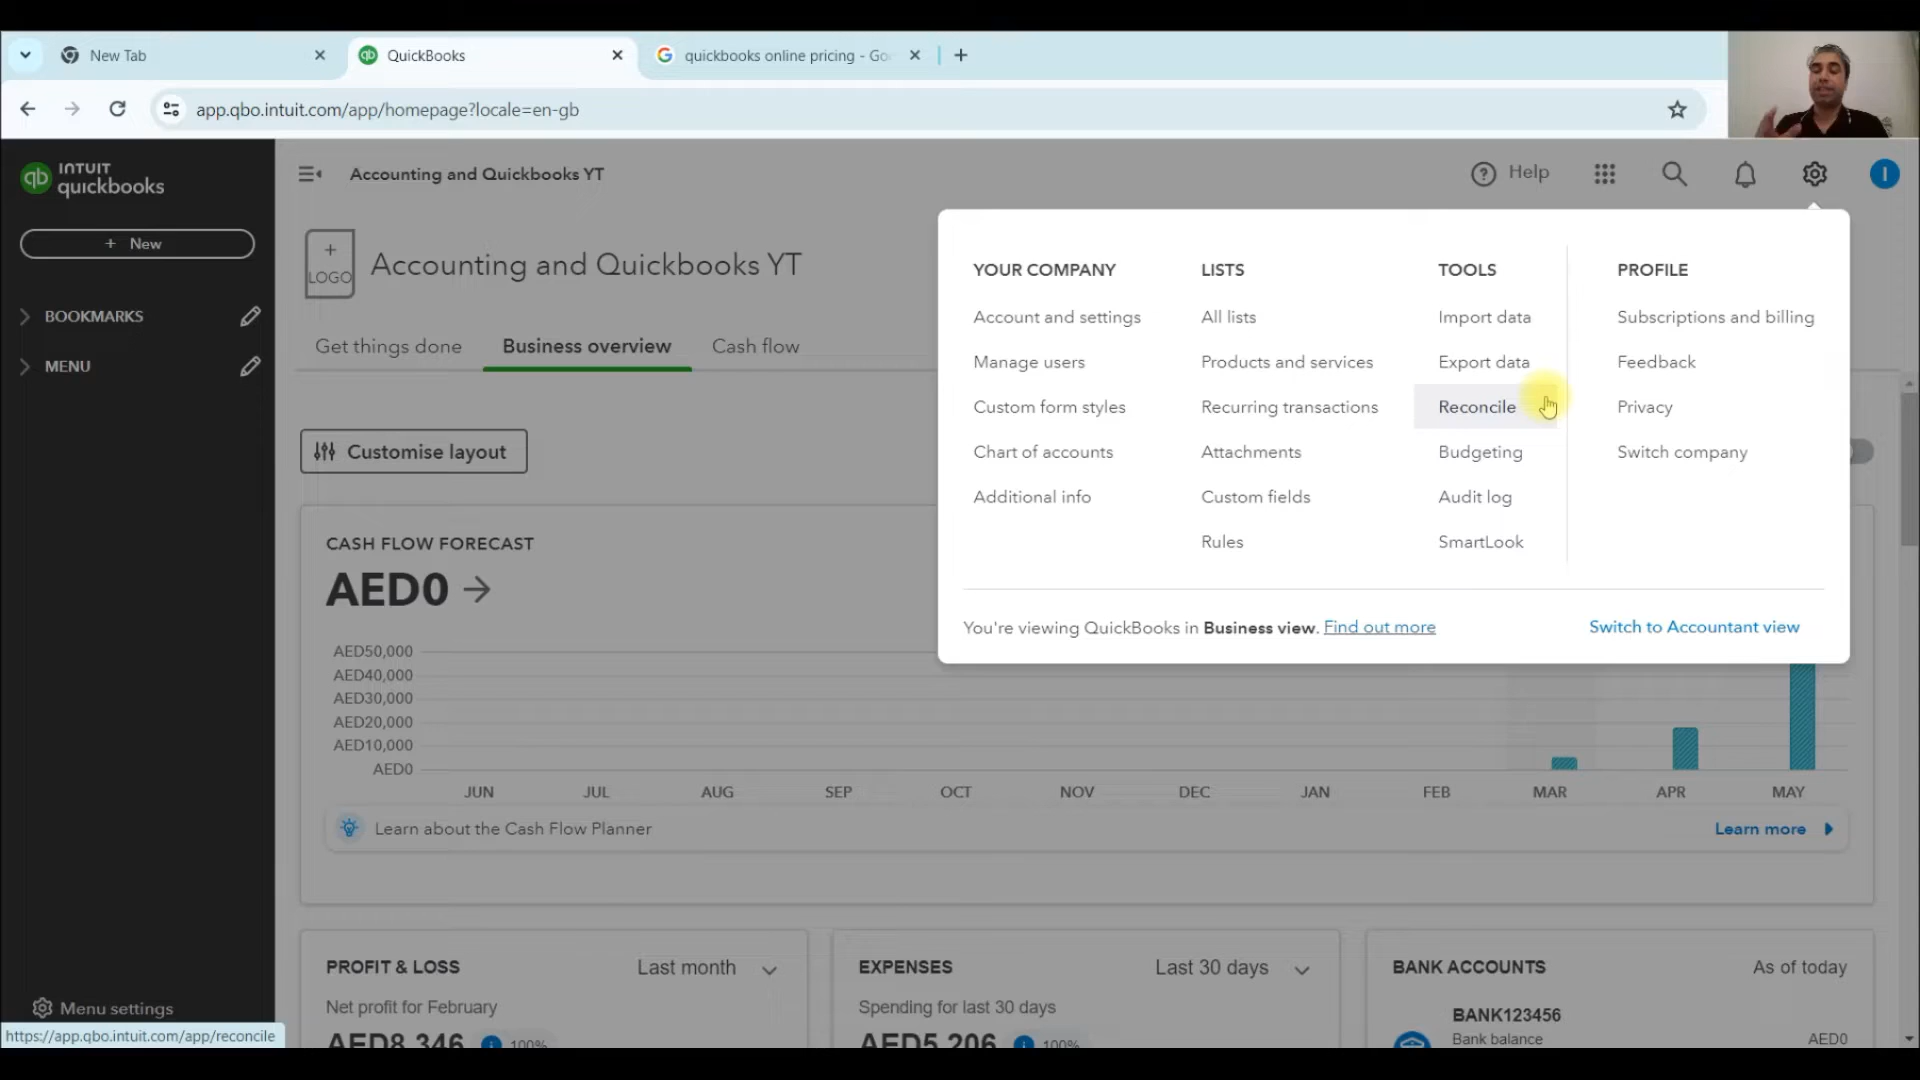 New Tab
QuickBooks
quickbooks online pricing - Goo
app.qbo.intuit.com/app/homepage?locale=en-gb
INTUIT
quickbooks
qb
Accounting and Quickbooks YT
Help
I
+ New
BOOKMARKS
MENU
+
LOGO
Accounting and Quickbooks YT
Get things done
Business overview
Cash flow
Customise layout
YOUR COMPANY
Account and settings
Manage users
Custom form styles
Chart of accounts
Additional info
LISTS
All lists
Products and services
Recurring transactions
Attachments
Custom fields
Rules
TOOLS
Import data
Export data
Reconcile
Budgeting
Audit log
SmartLook
PROFILE
Subscriptions and billing
Feedback
Privacy
Switch company
You're viewing QuickBooks in Business view. Find out more
Switch to Accountant view
CASH FLOW FORECAST
AED0
AED50,000
AED40,000
AED30,000
AED20,000
AED10,000
AED0
JUN JUL AUG SEP OCT NOV DEC JAN FEB MAR APR MAY
Learn about the Cash Flow Planner
Learn more
PROFIT & LOSS
Last month
Net profit for February
AED8,346
100%
EXPENSES
Last 30 days
Spending for last 30 days
AED5,206
100%
BANK ACCOUNTS
As of today
BANK123456
Bank balance
AED0
Menu settings
https://app.qbo.intuit.com/app/reconcile